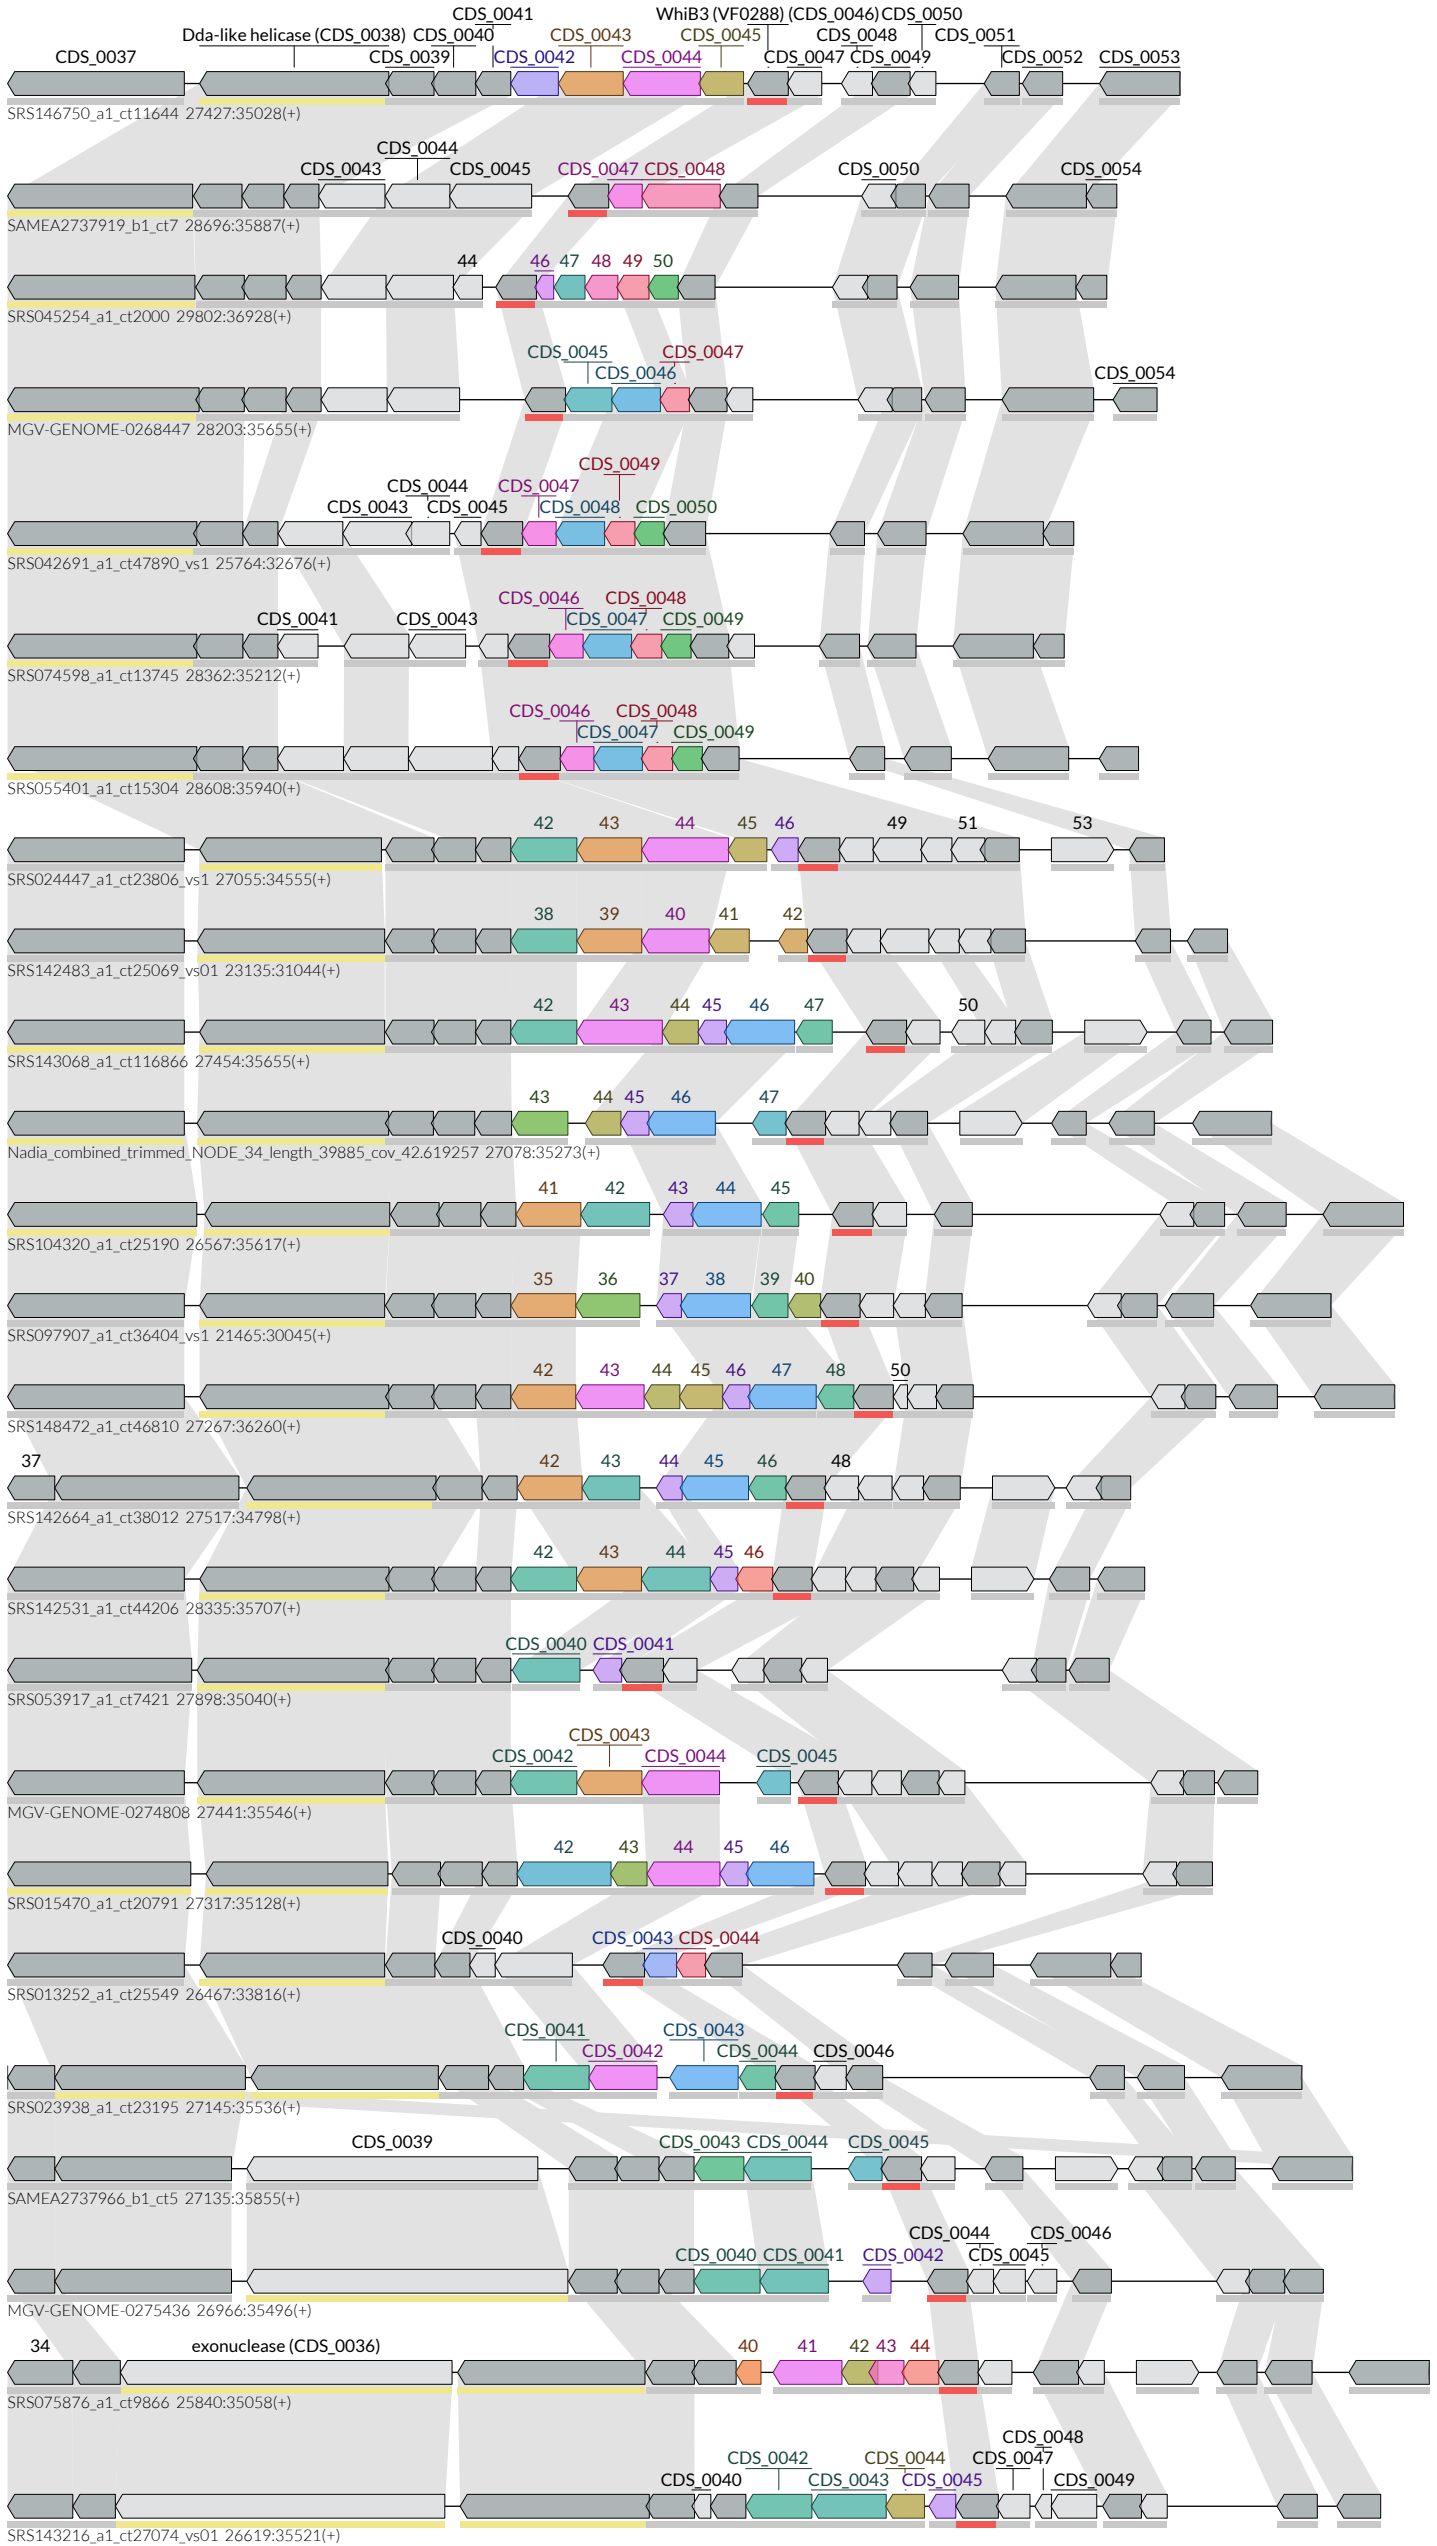 CDS_0041 WhiB3 (VF0288) (CDS_0046) CDS_0050
Dda-like helicase (CDS_0038) CDS_0040 CDS_0043 CDS_0045 CDS_0048 CDS_0051
CDS_0037 CDS_0039 CDS_0042 CDS_0044 CDS_0047 CDS_0049 CDS_0052 CDS_0053
SRS146750_a1_ct11644 27427:35028(+)
CDS_0044
CDS_0043 CDS_0045 CDS_0047 CDS_0048 CDS_0050 CDS_0054
SAMEA2737919_b1_ct7 28696:35887(+)
44 46 47 48 49 50
SRS045254_a1_ct2000 29802:36928(+)
CDS_0045 CDS_0047
CDS_0046 CDS_0054
MGV-GENOME-0268447 28203:35655(+)
CDS_0049
CDS_0044 CDS_0047
CDS_0043 CDS_0045 CDS_0048 CDS_0050
SRS042691_a1_ct47890_vs1 25764:32676(+)
CDS_0046 CDS_0048
CDS_0041 CDS_0043 CDS_0047 CDS_0049
SRS074598_a1_ct13745 28362:35212(+)
CDS_0046 CDS_0048
CDS_0047 CDS_0049
SRS055401_a1_ct15304 28608:35940(+)
42 43 44 45 46 49 51 53
SRS024447_a1_ct23806_vs1 27055:34555(+)
38 39 40 41 42
SRS142483_a1_ct25069_vs01 23135:31044(+)
42 43 44 45 46 47 50
SRS143068_a1_ct116866 27454:35655(+)
43 44 45 46 47
Nadia_combined_trimmed_NODE_34_length_39885_cov_42.619257 27078:35273(+)
41 42 43 44 45
SRS104320_a1_ct25190 26567:35617(+)
35 36 37 38 39 40
SRS097907_a1_ct36404_vs1 21465:30045(+)
42 43 44 45 46 47 48 50
SRS148472_a1_ct46810 27267:36260(+)
37 42 43 44 45 46 48
SRS142664_a1_ct38012 27517:34798(+)
42 43 44 45 46
SRS142531_a1_ct44206 28335:35707(+)
CDS_0040 CDS_0041
SRS053917_a1_ct7421 27898:35040(+)
CDS_0043
CDS_0042 CDS_0044 CDS_0045
MGV-GENOME-0274808 27441:35546(+)
42 43 44 45 46
SRS015470_a1_ct20791 27317:35128(+)
CDS_0040 CDS_0043 CDS_0044
SRS013252_a1_ct25549 26467:33816(+)
CDS_0041 CDS_0043
CDS_0042 CDS_0044 CDS_0046
SRS023938_a1_ct23195 27145:35536(+)
CDS_0039 CDS_0043 CDS_0044 CDS_0045
SAMEA2737966_b1_ct5 27135:35855(+)
CDS_0044 CDS_0046
CDS_0040 CDS_0041 CDS_0042 CDS_0045
MGV-GENOME-0275436 26966:35496(+)
34 exonuclease (CDS_0036) 40 41 42 43 44
SRS075876_a1_ct9866 25840:35058(+)
CDS_0048
CDS_0042 CDS_0044 CDS_0047
CDS_0040 CDS_0043 CDS_0045 CDS_0049
SRS143216_a1_ct27074_vs01 26619:35521(+)